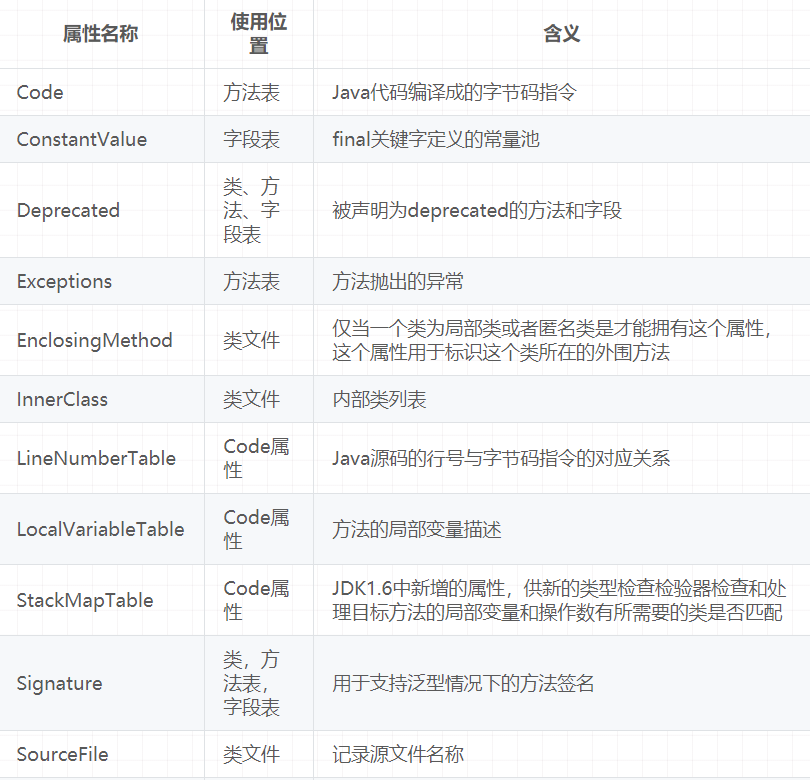 属性名称 使用位置 含义
Code 方法表 Java代码编译成的字节码指令
ConstantValue 字段表 final关键字定义的常量池
Deprecated 类、方法、字段表 被声明为deprecated的方法和字段
Exceptions 方法表 方法抛出的异常
EnclosingMethod 类文件 仅当一个类为局部类或者匿名类是才能拥有这个属性，
这个属性用于标识这个类所在的外围方法
InnerClass 类文件 内部类列表
LineNumberTable Code属性 Java源码的行号与字节码指令的对应关系
LocalVariableTable Code属性 方法的局部变量描述
StackMapTable Code属性 JDK1.6中新增的属性，供新的类型检查检验器检查和处
理目标方法的局部变量和操作数有所需要的类是否匹配
Signature 类，方法表，字段表 用于支持泛型情况下的方法签名
SourceFile 类文件 记录源文件名称